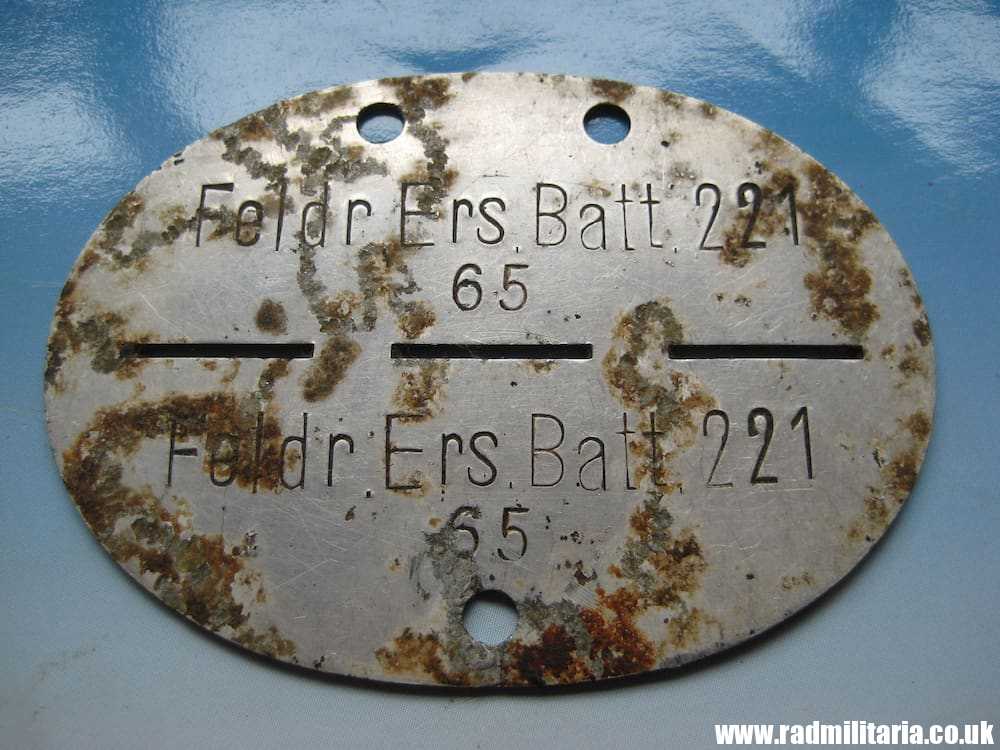 Feldr. Ers. Batt. 221
65
Feldr. Ers. Batt. 221
65
www.radmilitaria.co.uk